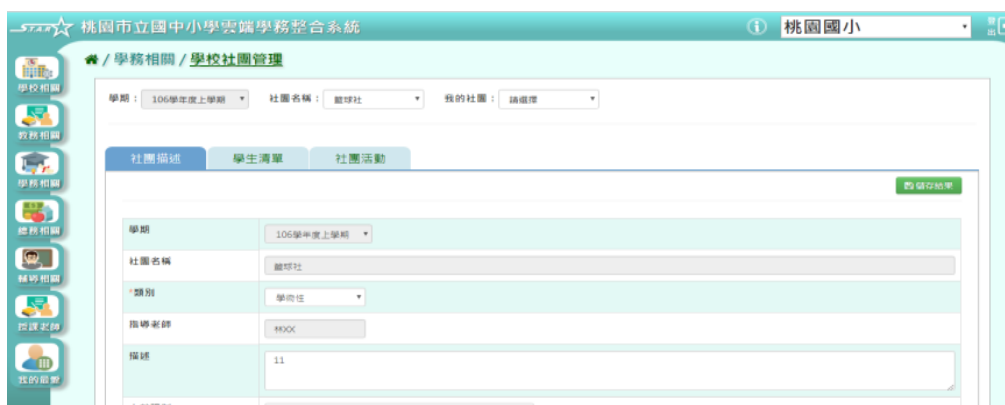 STAR 桃園市立國中小學雲端學務整合系統
桃園國小
登出
/ 學務相關 / 學校社團管理
學校相關
教務相關
學務相關
總務相關
輔導相關
授課老師
我的最愛
學期： 106學年度上學期 社團名稱： 籃球社 我的社團： 請選擇
社團描述 學生清單 社團活動
儲存結果
學期 106學年度上學期
社團名稱 籃球社
*類別 學術性
指導老師 林XX
描述 11